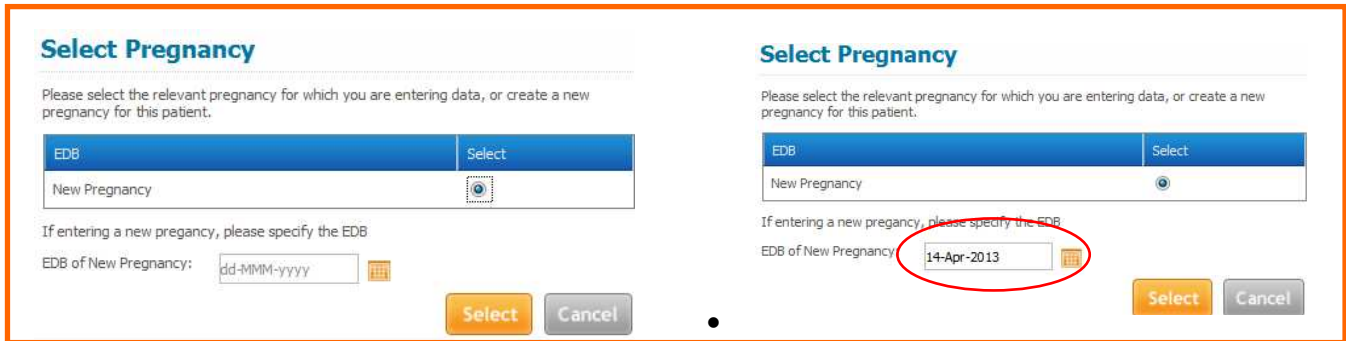 Select Pregnancy
Please select the relevant pregnancy for which you are entering data, or create a new
pregnancy for this patient.
EDB Select
New Pregnancy
If entering a new pregancy, please specify the EDB
EDB of New Pregnancy: dd-MMM-yyyy
Select Cancel
Select Pregnancy
Please select the relevant pregnancy for which you are entering data, or create a new
pregnancy for this patient.
EDB Select
New Pregnancy
If entering a new pregancy, please specify the EDB
EDB of New Pregnancy: 14-Apr-2013
Select Cancel